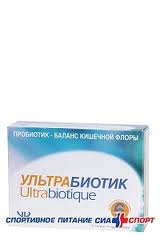 ПРОБИОТИК - БАЛАНС КИШЕЧНОЙ ФЛОРЫ
УЛЬТРАБИОТИК
Ultrabiotique
СПОРТИВНОЕ ПИТАНИЕ СИЛА СПОРТ